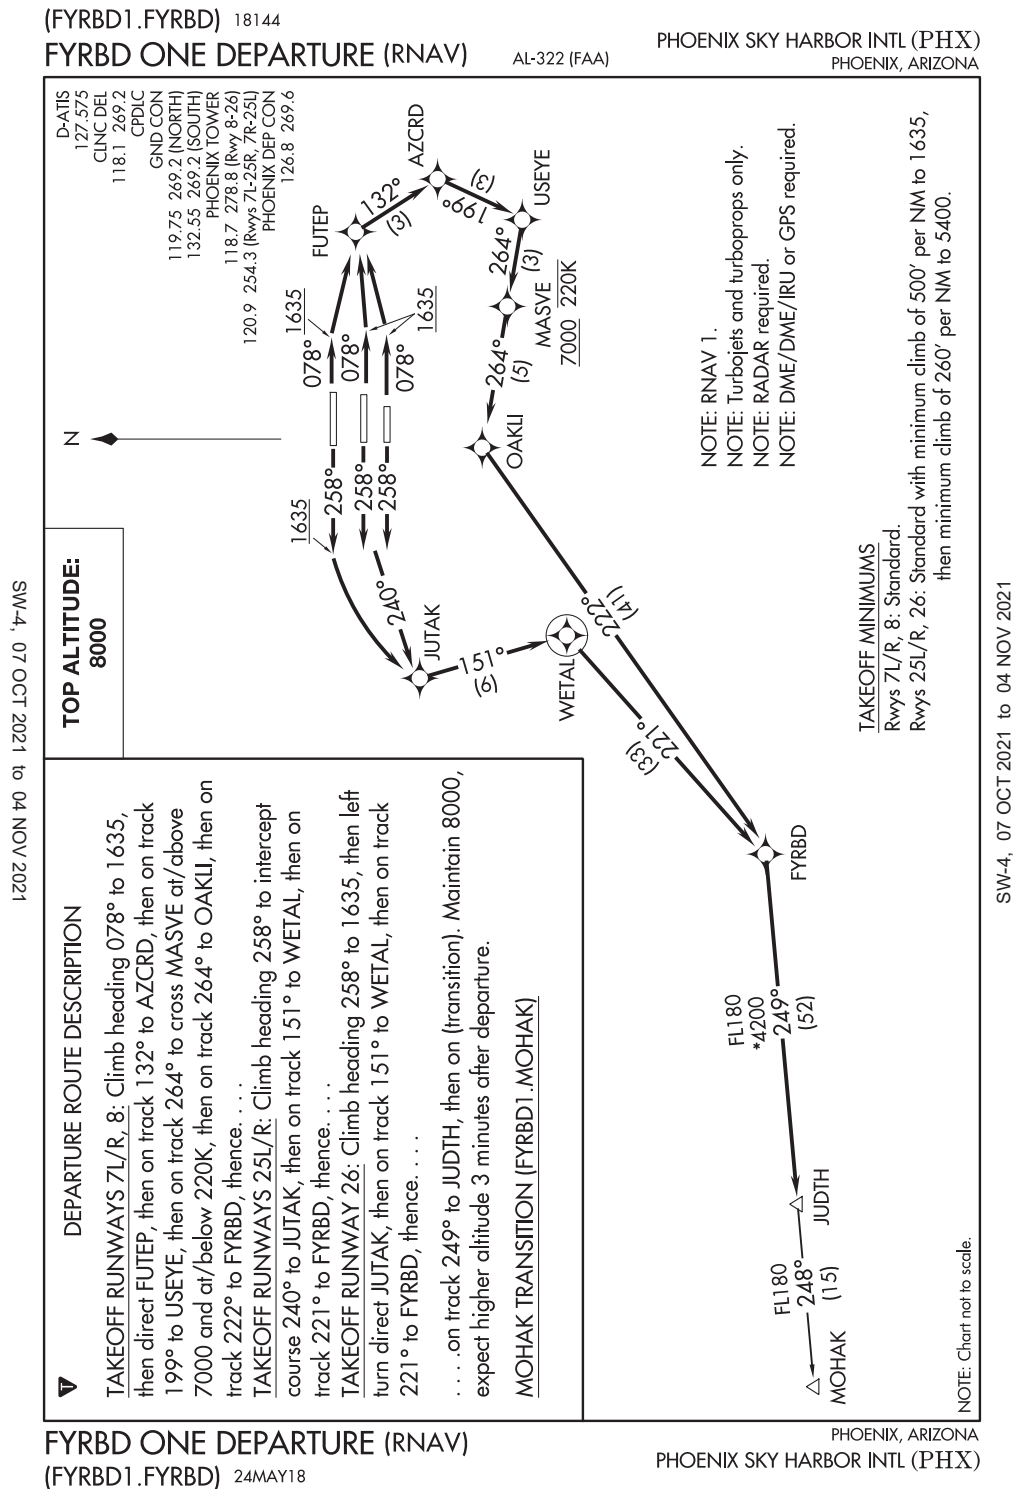 (FYRBD1.FYRBD) 18144
FYRBD ONE DEPARTURE (RNAV)
AL-322 (FAA)
PHOENIX SKY HARBOR INTL (PHX)
PHOENIX, ARIZONA
D-ATIS
127.575
CLNC DEL
118.1 269.2
CPDLC
GND CON
119.75 269.2 (NORTH)
132.55 269.2 (SOUTH)
PHOENIX TOWER
118.7 278.8 (Rwy 8-26)
120.9 254.3 (Rwys 7L-25R, 7R-25L)
PHOENIX DEP CON
126.8 269.6
N
TOP ALTITUDE:
8000
1635
1635
1635
078°
078°
078°
258°
258°
258°
FUTEP
132°
(3)
AZCRD
199°
(3)
USEYE
264°
(3)
MASVE
7000 220K
264°
(5)
OAKLI
222°
(41)
240°
JUTAK
151°
(9)
WETAL
221°
(33)
FYRBD
FL180
*4200
249°
(52)
JUDTH
FL180
248°
(15)
MOHAK
NOTE: RNAV 1.
NOTE: Turbojets and turboprops only.
NOTE: RADAR required.
NOTE: DME/DME/IRU or GPS required.
TAKEOFF MINIMUMS
Rwys 7L/R, 8: Standard.
Rwys 25L/R, 26: Standard with minimum climb of 500' per NM to 1635,
then minimum climb of 260' per NM to 5400.
NOTE: Chart not to scale.
T
DEPARTURE ROUTE DESCRIPTION
TAKEOFF RUNWAYS 7L/R, 8: Climb heading 078° to 1635,
then direct FUTEP, then on track 132° to AZCRD, then on track
199° to USEYE, then on track 264° to cross MASVE at/above
7000 and at/below 220K, then on track 264° to OAKLI, then on
track 222° to FYRBD, thence. . . .
TAKEOFF RUNWAYS 25L/R: Climb heading 258° to intercept
course 240° to JUTAK, then on track 151° to WETAL, then on
track 221° to FYRBD, thence. . . .
TAKEOFF RUNWAY 26: Climb heading 258° to 1635, then left
turn direct JUTAK, then on track 151° to WETAL, then on track
221° to FYRBD, thence. . . .
. . . .on track 249° to JUDTH, then on (transition). Maintain 8000,
expect higher altitude 3 minutes after departure.
MOHAK TRANSITION (FYRBD1.MOHAK)
SW-4, 07 OCT 2021 to 04 NOV 2021
SW-4, 07 OCT 2021 to 04 NOV 2021
FYRBD ONE DEPARTURE (RNAV)
(FYRBD1.FYRBD) 24MAY18
PHOENIX, ARIZONA
PHOENIX SKY HARBOR INTL (PHX)